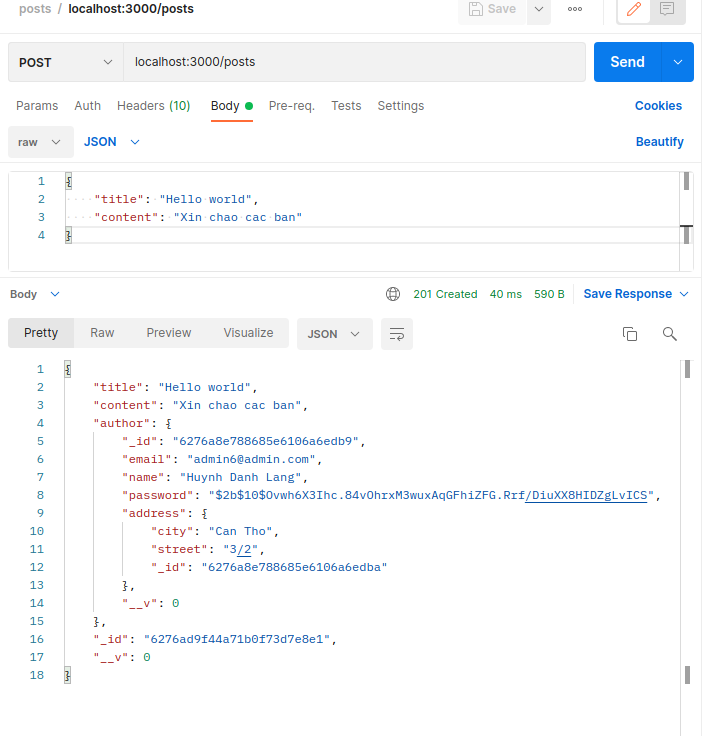 posts / localhost:3000/posts Save
POST localhost:3000/posts Send
Params Auth Headers (10) Body Pre-req. Tests Settings Cookies
raw JSON Beautify
1 {
2 "title": "Hello world",
3 "content": "Xin chao cac ban"
4 }
Body 201 Created 40 ms 590 B Save Response
Pretty Raw Preview Visualize JSON
1 {
2 "title": "Hello world",
3 "content": "Xin chao cac ban",
4 "author": {
5 "_id": "6276a8e788685e6106a6edb9",
6 "email": "admin6@admin.com",
7 "name": "Huynh Danh Lang",
8 "password": "$2b$10$Ovwh6X3Ihc.84vOhrxM3wuxAqGFhiZFG.Rrf/DiuXX8HIDZgLvICS",
9 "address": {
10 "city": "Can Tho",
11 "street": "3/2",
12 "_id": "6276a8e788685e6106a6edba"
13 },
14 "__v": 0
15 },
16 "_id": "6276ad9f44a71b0f73d7e8e1",
17 "__v": 0
18 }